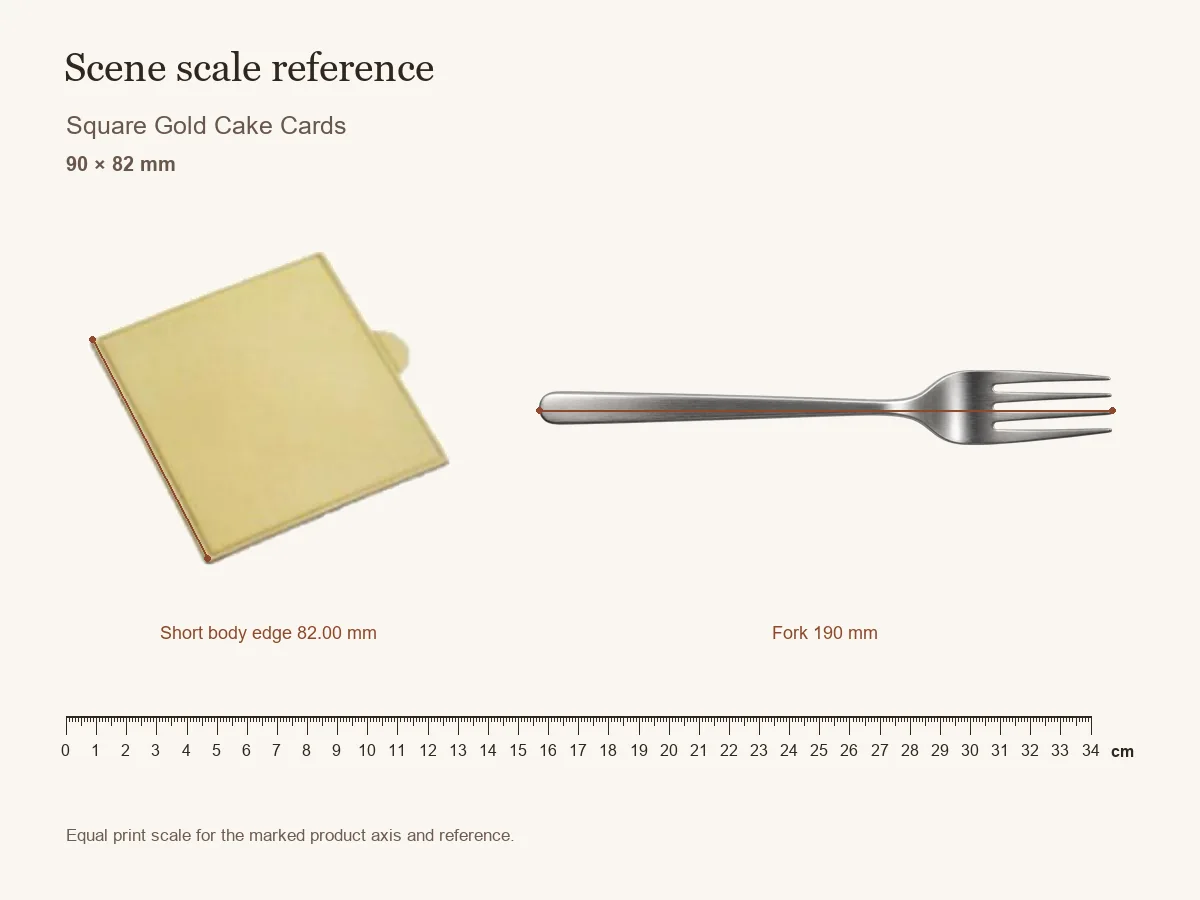 Scene scale reference
Square Gold Cake Cards
90 × 82 mm
Short body edge 82.00 mm
Fork 190 mm
0 1 2 3 4 5 6 7 8 9 10 11 12 13 14 15 16 17 18 19 20 21 22 23 24 25 26 27 28 29 30 31 32 33 34 cm
Equal print scale for the marked product axis and reference.